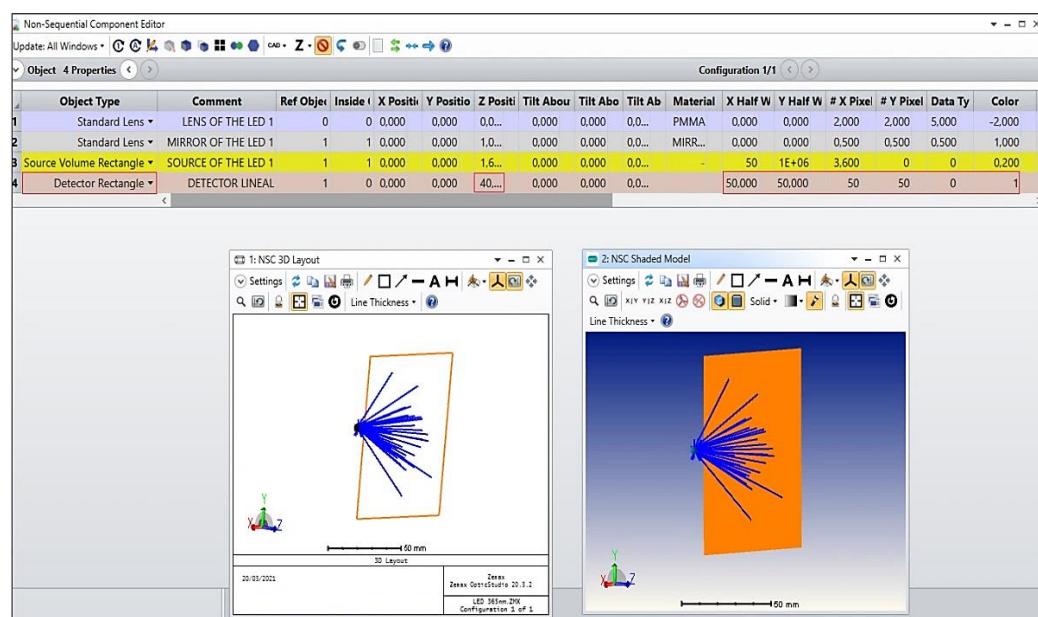 Non-Sequential Component Editor
Update: All Windows
CAD Z
Object 4 Properties Configuration 1/1
Object Type Comment Ref Objec Inside ( X Positic Y Positio Z Positi Tilt Abou Tilt Abo Tilt Ab Material X Half W Y Half W # X Pixel # Y Pixel Data Ty Color
1 Standard Lens LENS OF THE LED 1 0 0 0,000 0,000 0,0... 0,000 0,000 0,0... PMMA 0,000 0,000 2,000 2,000 5,000 -2,000
2 Standard Lens MIRROR OF THE LED 1 1 1 0,000 0,000 1,0... 0,000 0,000 0,0... MIRR... 0,000 0,000 0,500 0,500 0,500 1,000
3 Source Volume Rectangle SOURCE OF THE LED 1 1 1 0,000 0,000 1,6... 0,000 0,000 0,0... - 50 1E+06 3,600 0 0 0,200
4 Detector Rectangle DETECTOR LINEAL 1 0 0,000 0,000 40,... 0,000 0,000 0,0... 50,000 50,000 50 50 0 1
1: NSC 3D Layout
Settings A H
Line Thickness
Y
X Z
50 mm
3D Layout
20/03/2021
Zemax
Zemax OpticStudio 20.3.2
LED 365nm.ZMX
Configuration 1 of 1
2: NSC Shaded Model
Settings A H
X|Y Y|Z X|Z Solid
Line Thickness
Y
X Z
50 mm